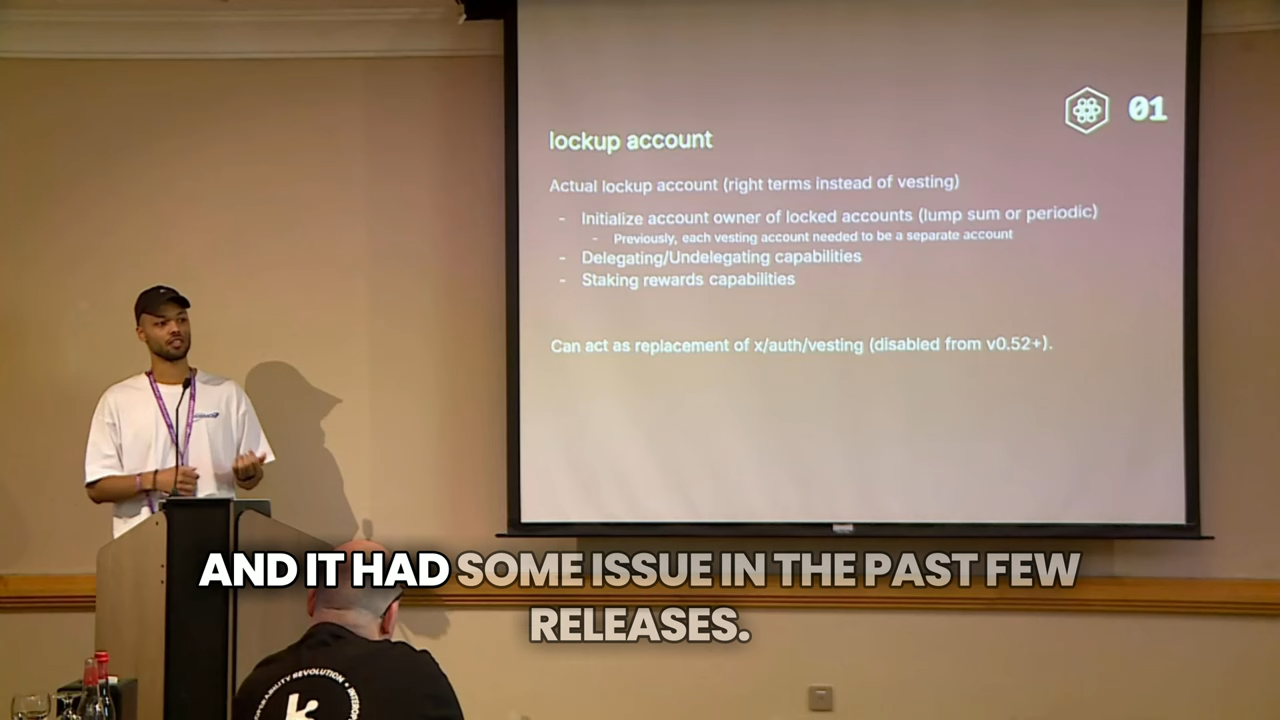 01
lockup account
Actual lockup account (right terms instead of vesting)
- Initialize account owner of locked accounts (lump sum or periodic)
- Previously, each vesting account needed to be a separate account
- Delegating/Undelegating capabilities
- Staking rewards capabilities
Can act as replacement of x/auth/vesting (disabled from v0.52+).
AND IT HAD SOME ISSUE IN THE PAST FEW
RELEASES.
REVOLUTION
k